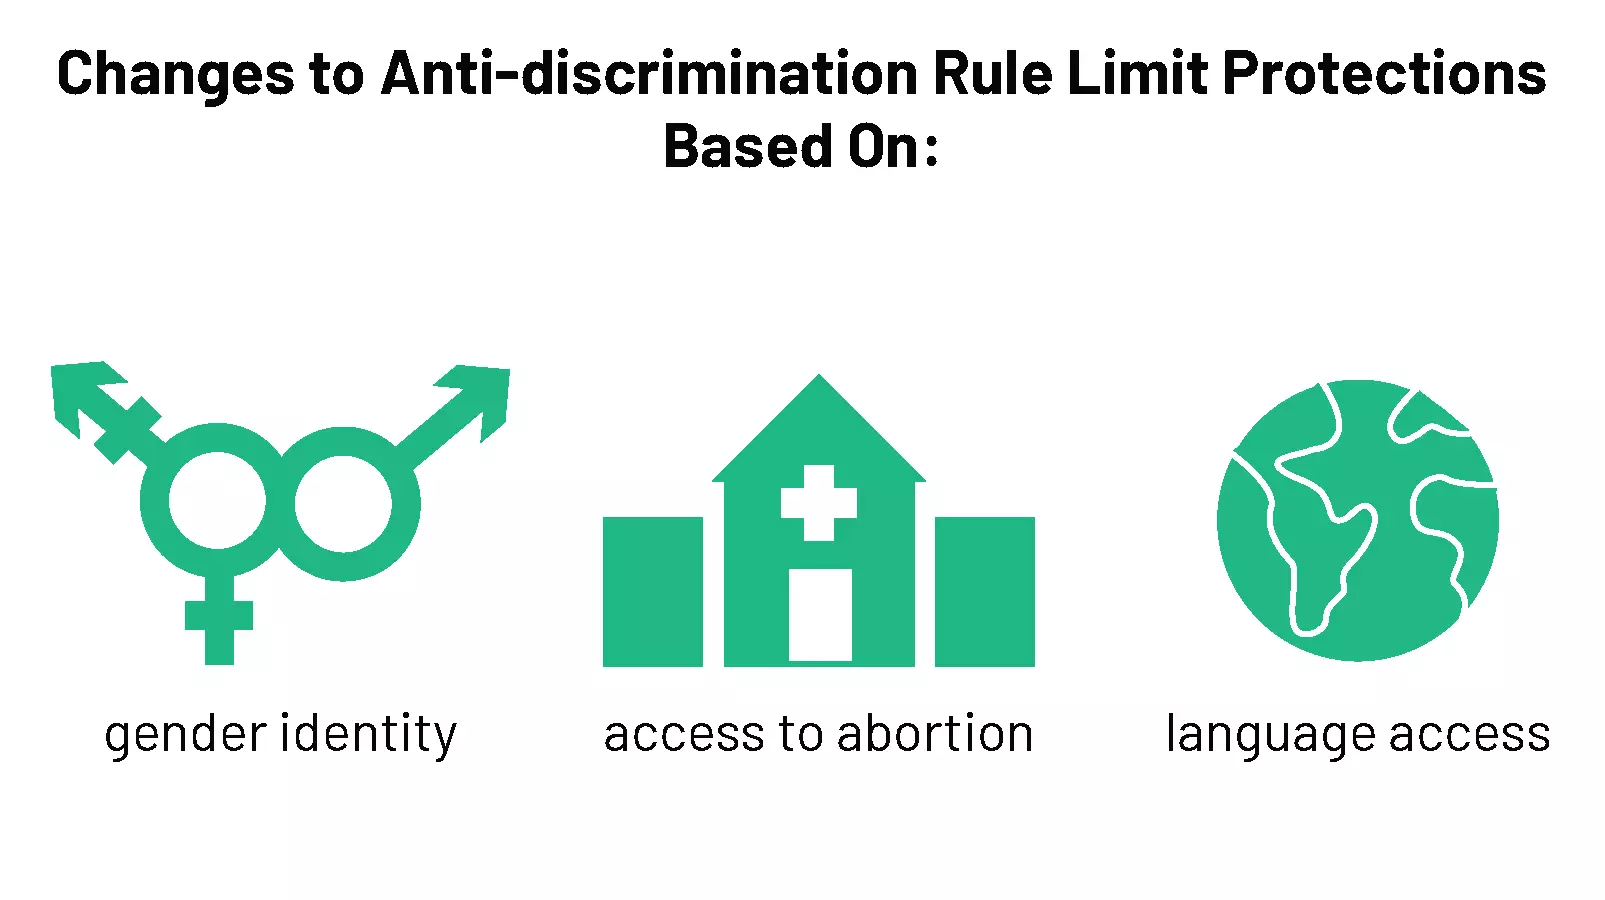 Changes to Anti-discrimination Rule Limit Protections
Based On:
gender identity
access to abortion
language access